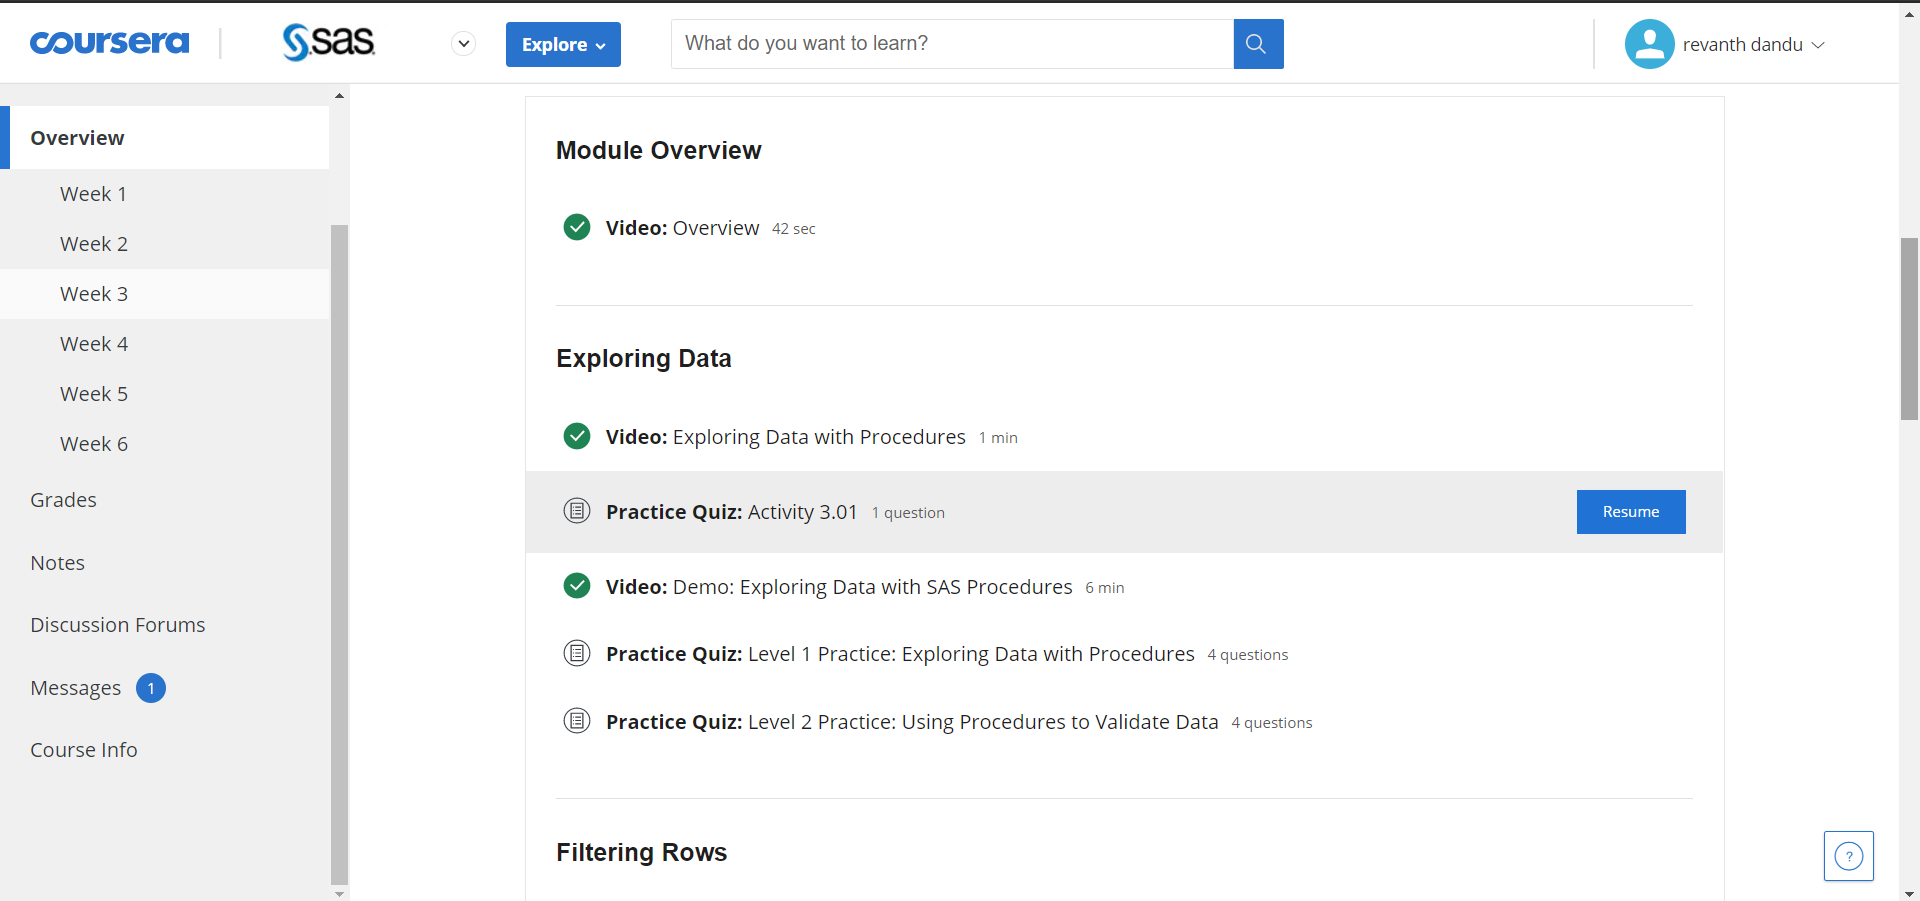 coursera
sas
Explore
What do you want to learn?
revanth dandu
Overview
Week 1
Week 2
Week 3
Week 4
Week 5
Week 6
Grades
Notes
Discussion Forums
Messages 1
Course Info
Module Overview
Video: Overview 42 sec
Exploring Data
Video: Exploring Data with Procedures 1 min
Practice Quiz: Activity 3.01 1 question
Resume
Video: Demo: Exploring Data with SAS Procedures 6 min
Practice Quiz: Level 1 Practice: Exploring Data with Procedures 4 questions
Practice Quiz: Level 2 Practice: Using Procedures to Validate Data 4 questions
Filtering Rows
?